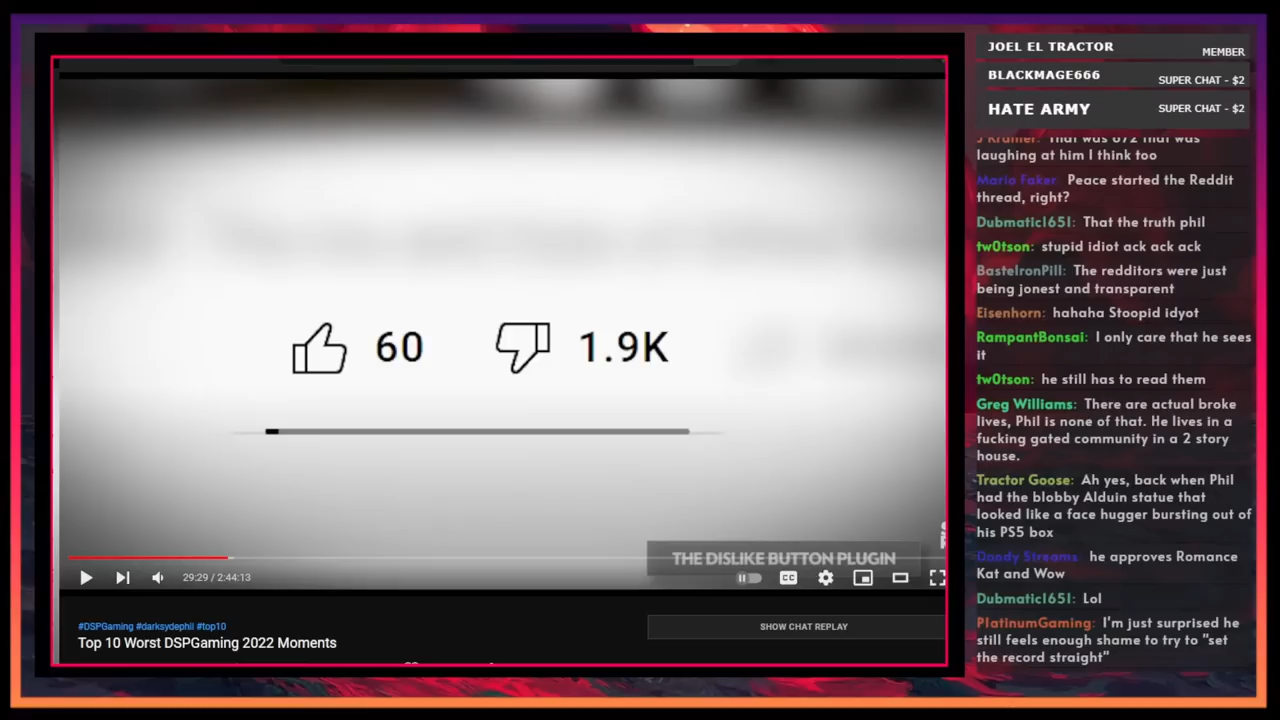 JOEL EL TRACTOR
MEMBER
BLACKMAGE666
SUPER CHAT - $2
HATE ARMY
SUPER CHAT - $2
J Kramer: That was 672 that was
laughing at him I think too
Mario Faker: Peace started the Reddit
thread, right?
Dubmatic1651: That the truth phil
tw0tson: stupid idiot ack ack ack
BasteIronPill: The redditors were just
being jonest and transparent
Eisenhorn: hahaha Stoopid idyot
RampantBonsai: I only care that he sees
it
tw0tson: he still has to read them
Greg Williams: There are actual broke
lives, Phil is none of that. He lives in a
fucking gated community in a 2 story
house.
Tractor Goose: Ah yes, back when Phil
had the blobby Alduin statue that
looked like a face hugger bursting out of
his PS5 box
Doody Streams: he approves Romance
Kat and Wow
Dubmatic1651: Lol
PlatinumGaming: I'm just surprised he
still feels enough shame to try to "set
the record straight"
60
1.9K
THE DISLIKE BUTTON PLUGIN
29:29 / 2:44:13
CC
#DSPGaming #darksydephil #top10
Top 10 Worst DSPGaming 2022 Moments
SHOW CHAT REPLAY